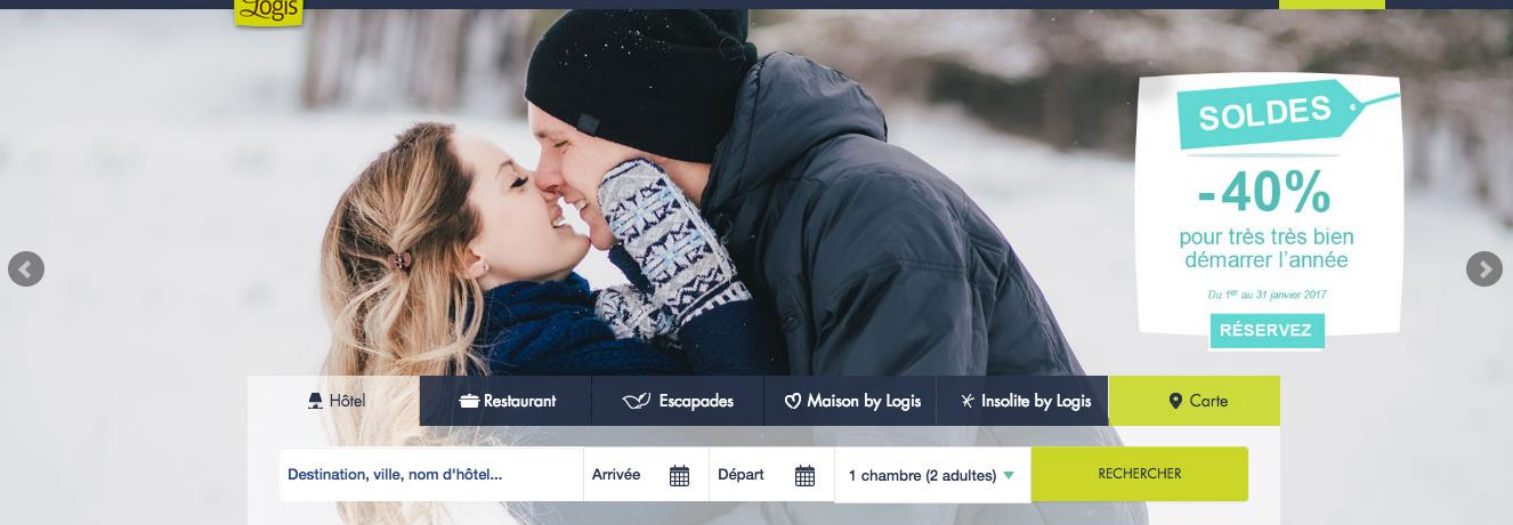 Logis
SOLDES
-40%
pour très très bien
démarrer l'année
Du 1er au 31 janvier 2017
RÉSERVEZ
Hôtel
Restaurant
Escapades
Maison by Logis
Insolite by Logis
Carte
Destination, ville, nom d'hôtel...
Arrivée
Départ
1 chambre (2 adultes)
RECHERCHER